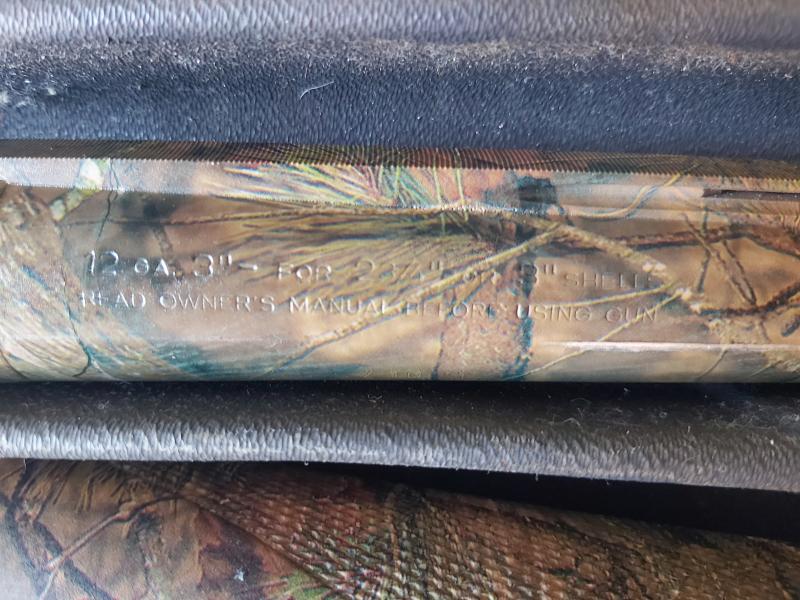 12 GA. 3" - FOR 2 3/4" OR 3" SHELLS
READ OWNER'S MANUAL BEFORE USING GUN